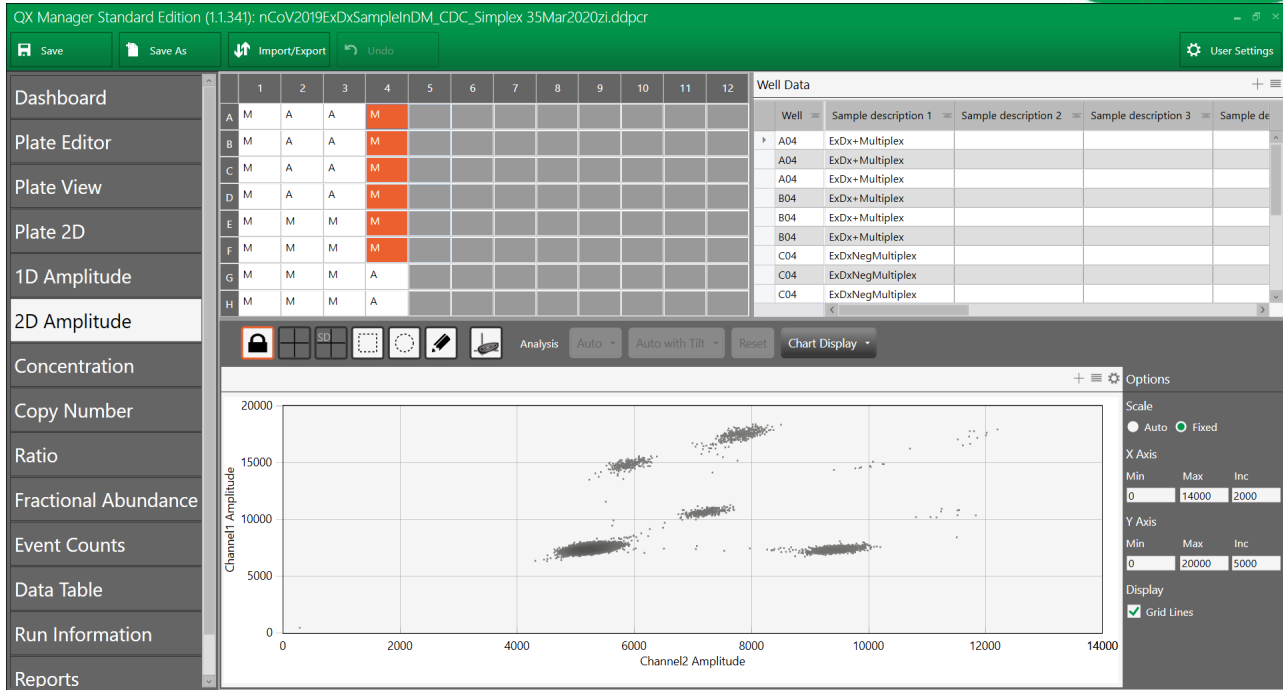 QX Manager Standard Edition (1.1.341): nCoV2019ExDxSampleInDM_CDC_Simplex 35Mar2020zi.ddpcr
Save Save As Import/Export Undo User Settings
Dashboard
Plate Editor
Plate View
Plate 2D
1D Amplitude
2D Amplitude
Concentration
Copy Number
Ratio
Fractional Abundance
Event Counts
Data Table
Run Information
Reports
1 2 3 4 5 6 7 8 9 10 11 12
A M A A M
B M A A M
C M A A M
D M A A M
E M M M M
F M M M M
G M M M A
H M M M A
Well Data
Well Sample description 1 Sample description 2 Sample description 3 Sample de
A04 ExDx+Multiplex
A04 ExDx+Multiplex
A04 ExDx+Multiplex
B04 ExDx+Multiplex
B04 ExDx+Multiplex
B04 ExDx+Multiplex
C04 ExDxNegMultiplex
C04 ExDxNegMultiplex
C04 ExDxNegMultiplex
SD Analysis Auto Auto with Tilt Reset Chart Display
Channel1 Amplitude
20000
15000
10000
5000
0
0 2000 4000 6000 8000 10000 12000 14000
Channel2 Amplitude
Options
Scale
Auto Fixed
X Axis
Min Max Inc
0 14000 2000
Y Axis
Min Max Inc
0 20000 5000
Display
Grid Lines